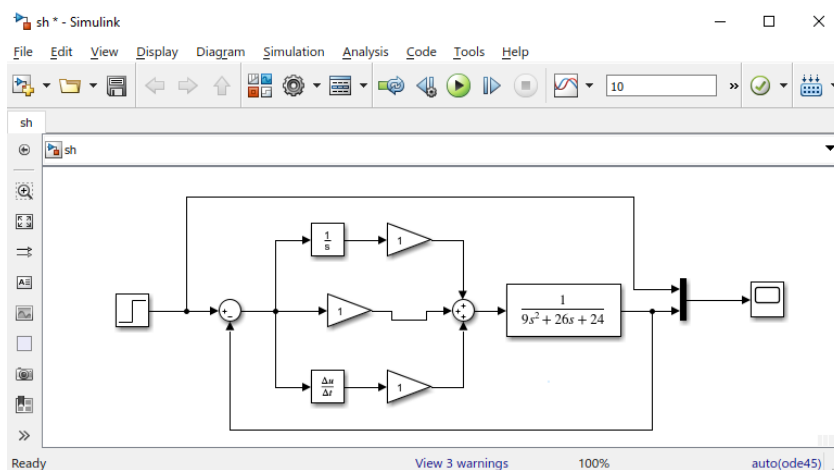 sh * - Simulink
File Edit View Display Diagram Simulation Analysis Code Tools Help
10 »
sh
sh
1
s
1
+
−
1
+
+
+
1
9s² + 26s + 24
Δu
Δt
1
A≡
»
Ready View 3 warnings 100% auto(ode45)